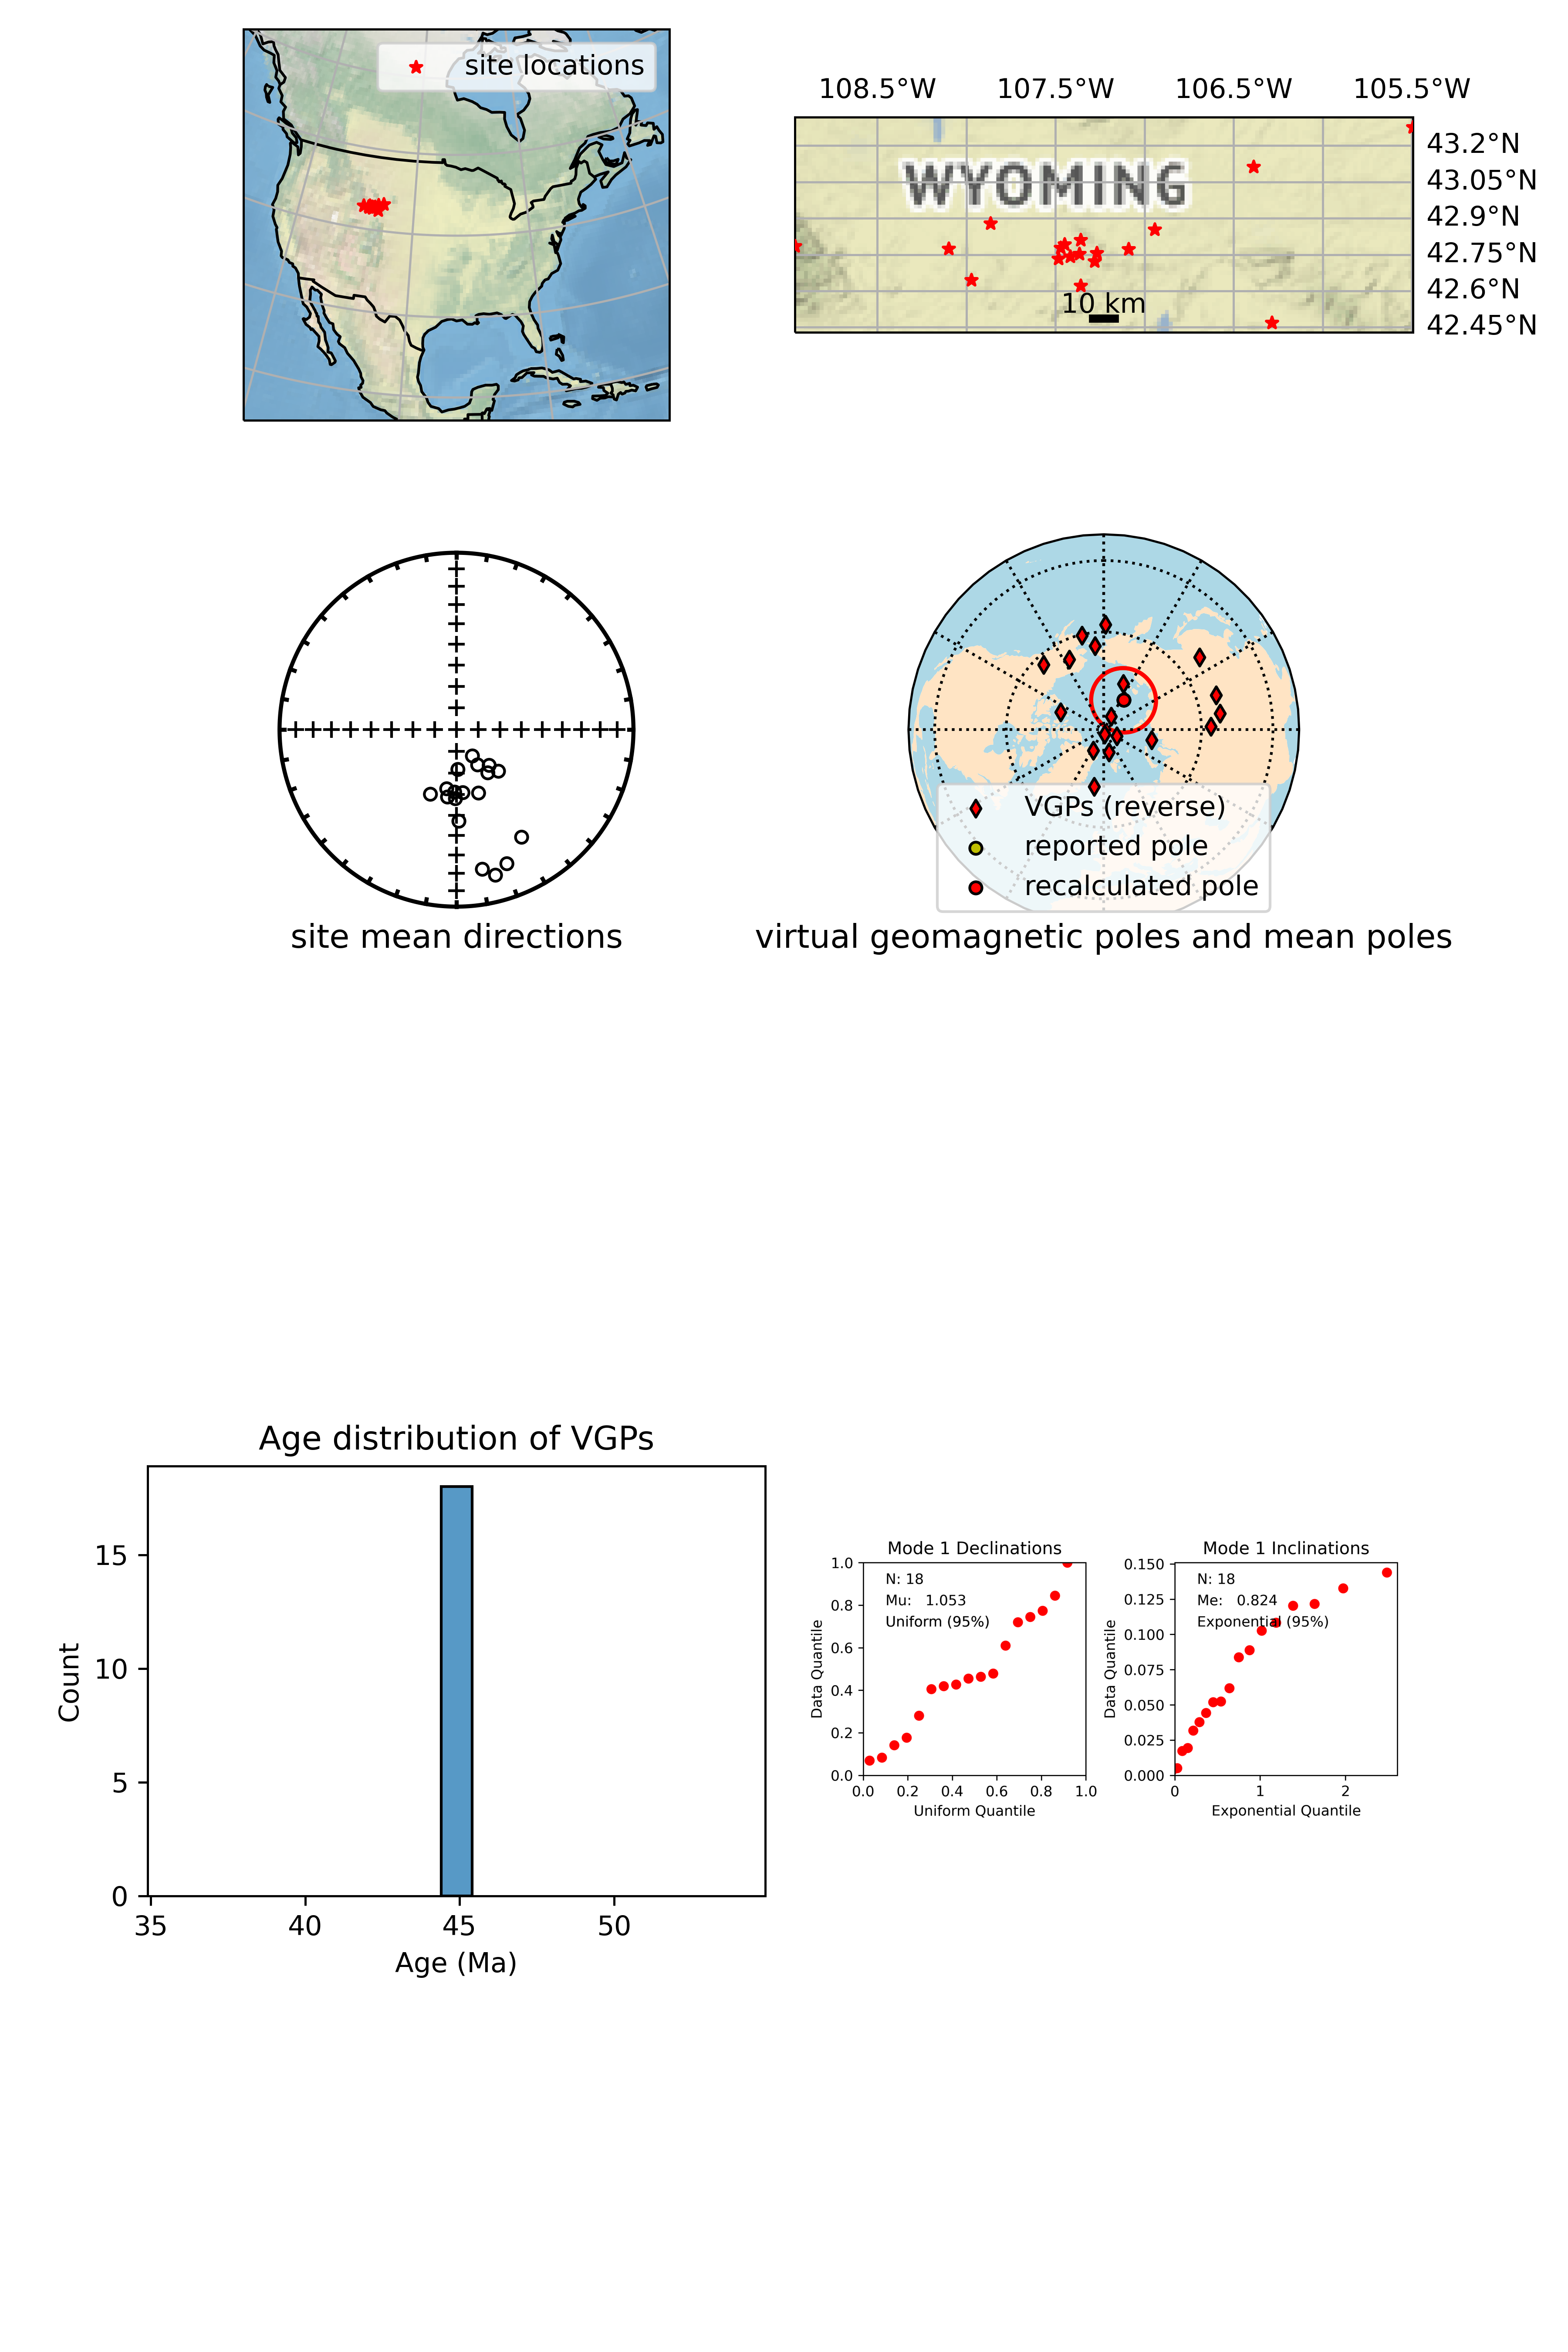 site locations
108.5°W 107.5°W 106.5°W 105.5°W
43.2°N
43.05°N
42.9°N
42.75°N
42.6°N
42.45°N
WYOMING
10 km
site mean directions
VGPs (reverse)
reported pole
recalculated pole
virtual geomagnetic poles and mean poles
Age distribution of VGPs
Count
15
10
5
0
35 40 45 50
Age (Ma)
Mode 1 Declinations
N: 18
Mu: 1.053
Uniform (95%)
Data Quantile
1.0
0.8
0.6
0.4
0.2
0.0
0.0 0.2 0.4 0.6 0.8 1.0
Uniform Quantile
Mode 1 Inclinations
N: 18
Me: 0.824
Exponential (95%)
Data Quantile
0.150
0.125
0.100
0.075
0.050
0.025
0.000
0 1 2
Exponential Quantile